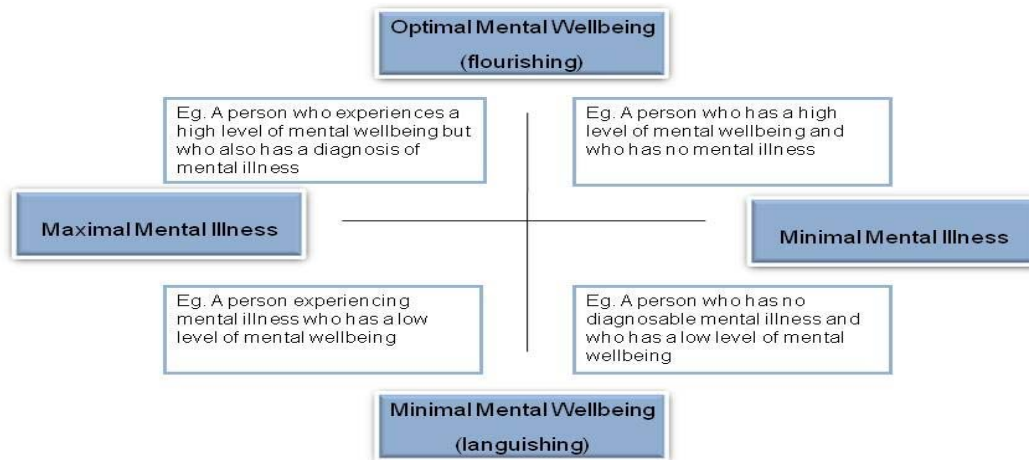 Optimal Mental Wellbeing
(flourishing)
Eg. A person who experiences a
high level of mental wellbeing but
who also has a diagnosis of
mental illness
Eg. A person who has a high
level of mental wellbeing and
who has no mental illness
Maximal Mental Illness
Minimal Mental Illness
Eg. A person experiencing
mental illness who has a low
level of mental wellbeing
Eg. A person who has no
diagnosable mental illness and
who has a low level of mental
wellbeing
Minimal Mental Wellbeing
(languishing)